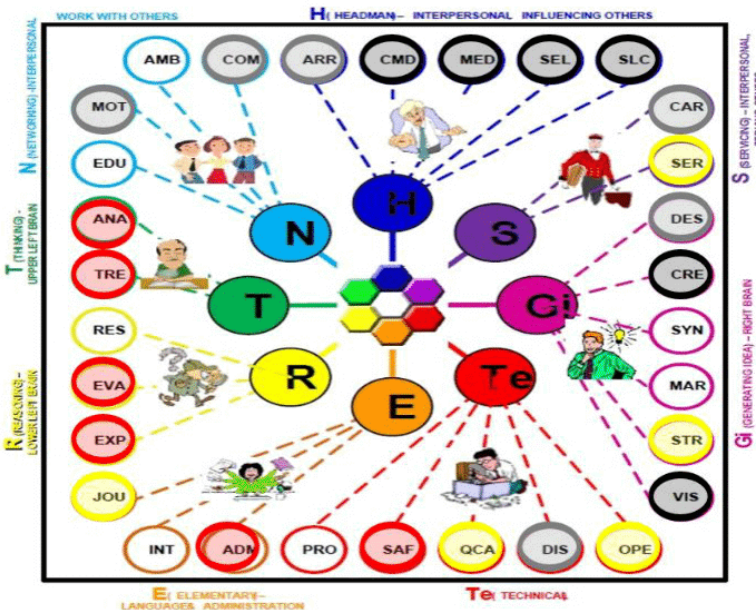 WORK WITH OTHERS
H( HEADMAN)– INTERPERSONAL INFLUENCING OTHERS
N (NETWORKING) -INTERPERSONAL
T (THINKING) -
UPPER LEFT BRAIN
R (REASONING) –
LOWER LEFT BRAIN
S (SERVICING) – INTERPERSONAL,
Gi (GENERATING IDEA) – RIGHT BRAIN
AMB
COM
ARR
CMD
MED
SEL
SLC
MOT
CAR
EDU
SER
ANA
DES
TRE
CRE
RES
SYN
EVA
MAR
EXP
STR
JOU
VIS
N
H
S
T
Gi
R
E
Te
INT
ADM
PRO
SAF
QCA
DIS
OPE
E( ELEMENTARY)–
LANGUAGES ADMINISTRATION
Te( TECHNICAL)